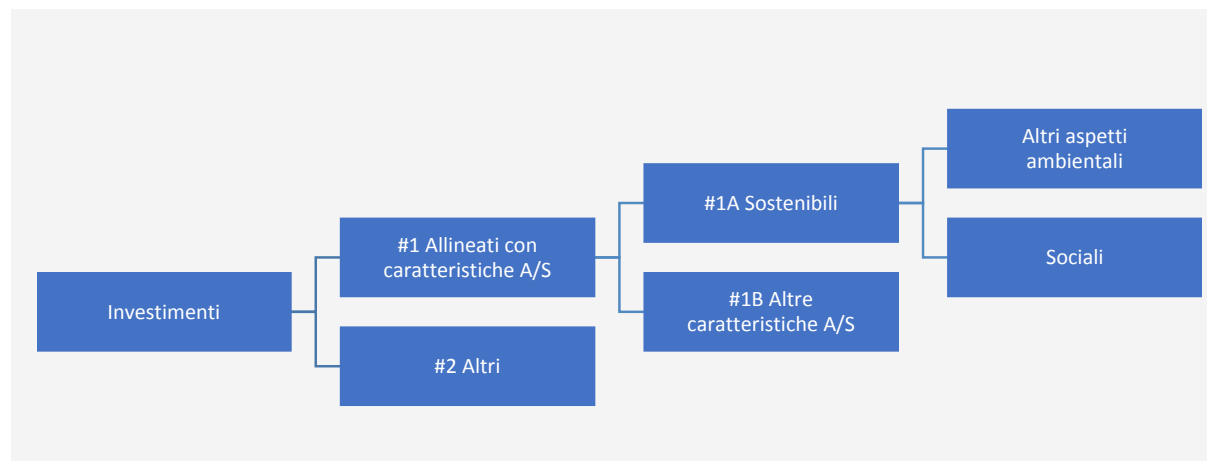 Investimenti
#1 Allineati con
caratteristiche A/S
#2 Altri
#1A Sostenibili
#1B Altre
caratteristiche A/S
Altri aspetti
ambientali
Sociali